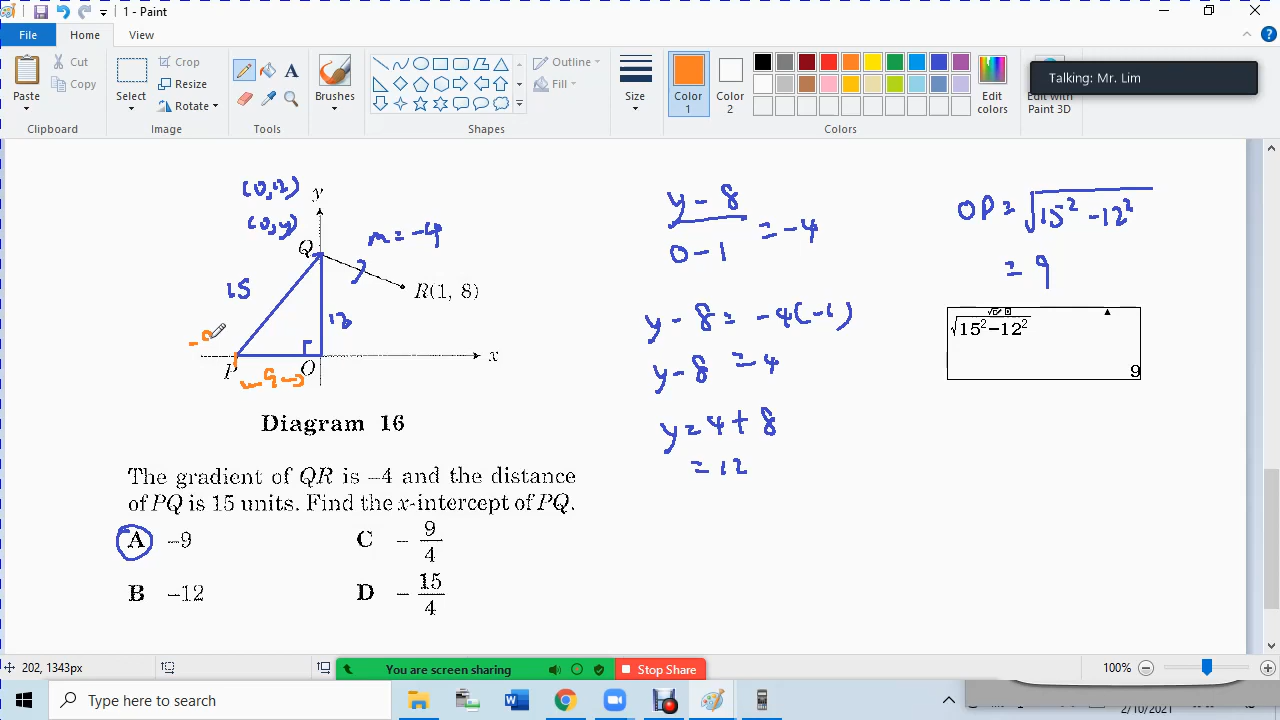 1 - Paint
File Home View
Paste Cut Copy Clipboard
Select Crop Resize Rotate Image
Tools
Brushes
Shapes Outline Fill
Size
Color 1 Color 2 Colors
Edit colors
Edit with Paint 3D
Talking: Mr. Lim
(0,12)
y
(0,y)
Q
m = -4
15
R(1, 8)
12
P
O
x
9
Diagram 16
The gradient of QR is −4 and the distance
of PQ is 15 units. Find the x-intercept of PQ.
A −9
B −12
C − 9/4
D − 15/4
y - 8
0 - 1
= -4
y - 8 = -4(-1)
y - 8 = 4
y = 4 + 8
= 12
OP = √15² - 12²
= 9
√15²−12²
9
202, 1343px
You are screen sharing
Stop Share
100%
Type here to search
2/10/2021